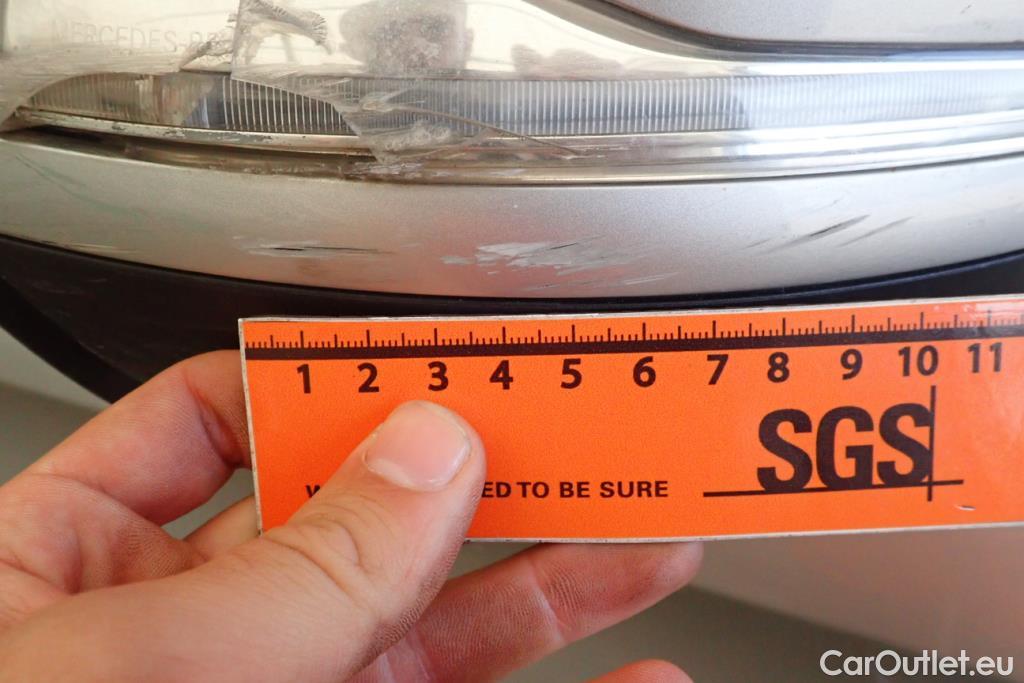 MERCEDES-BE
1 2 3 4 5 6 7 8 9 10 11
SGS
W ED TO BE SURE
CarOutlet.eu